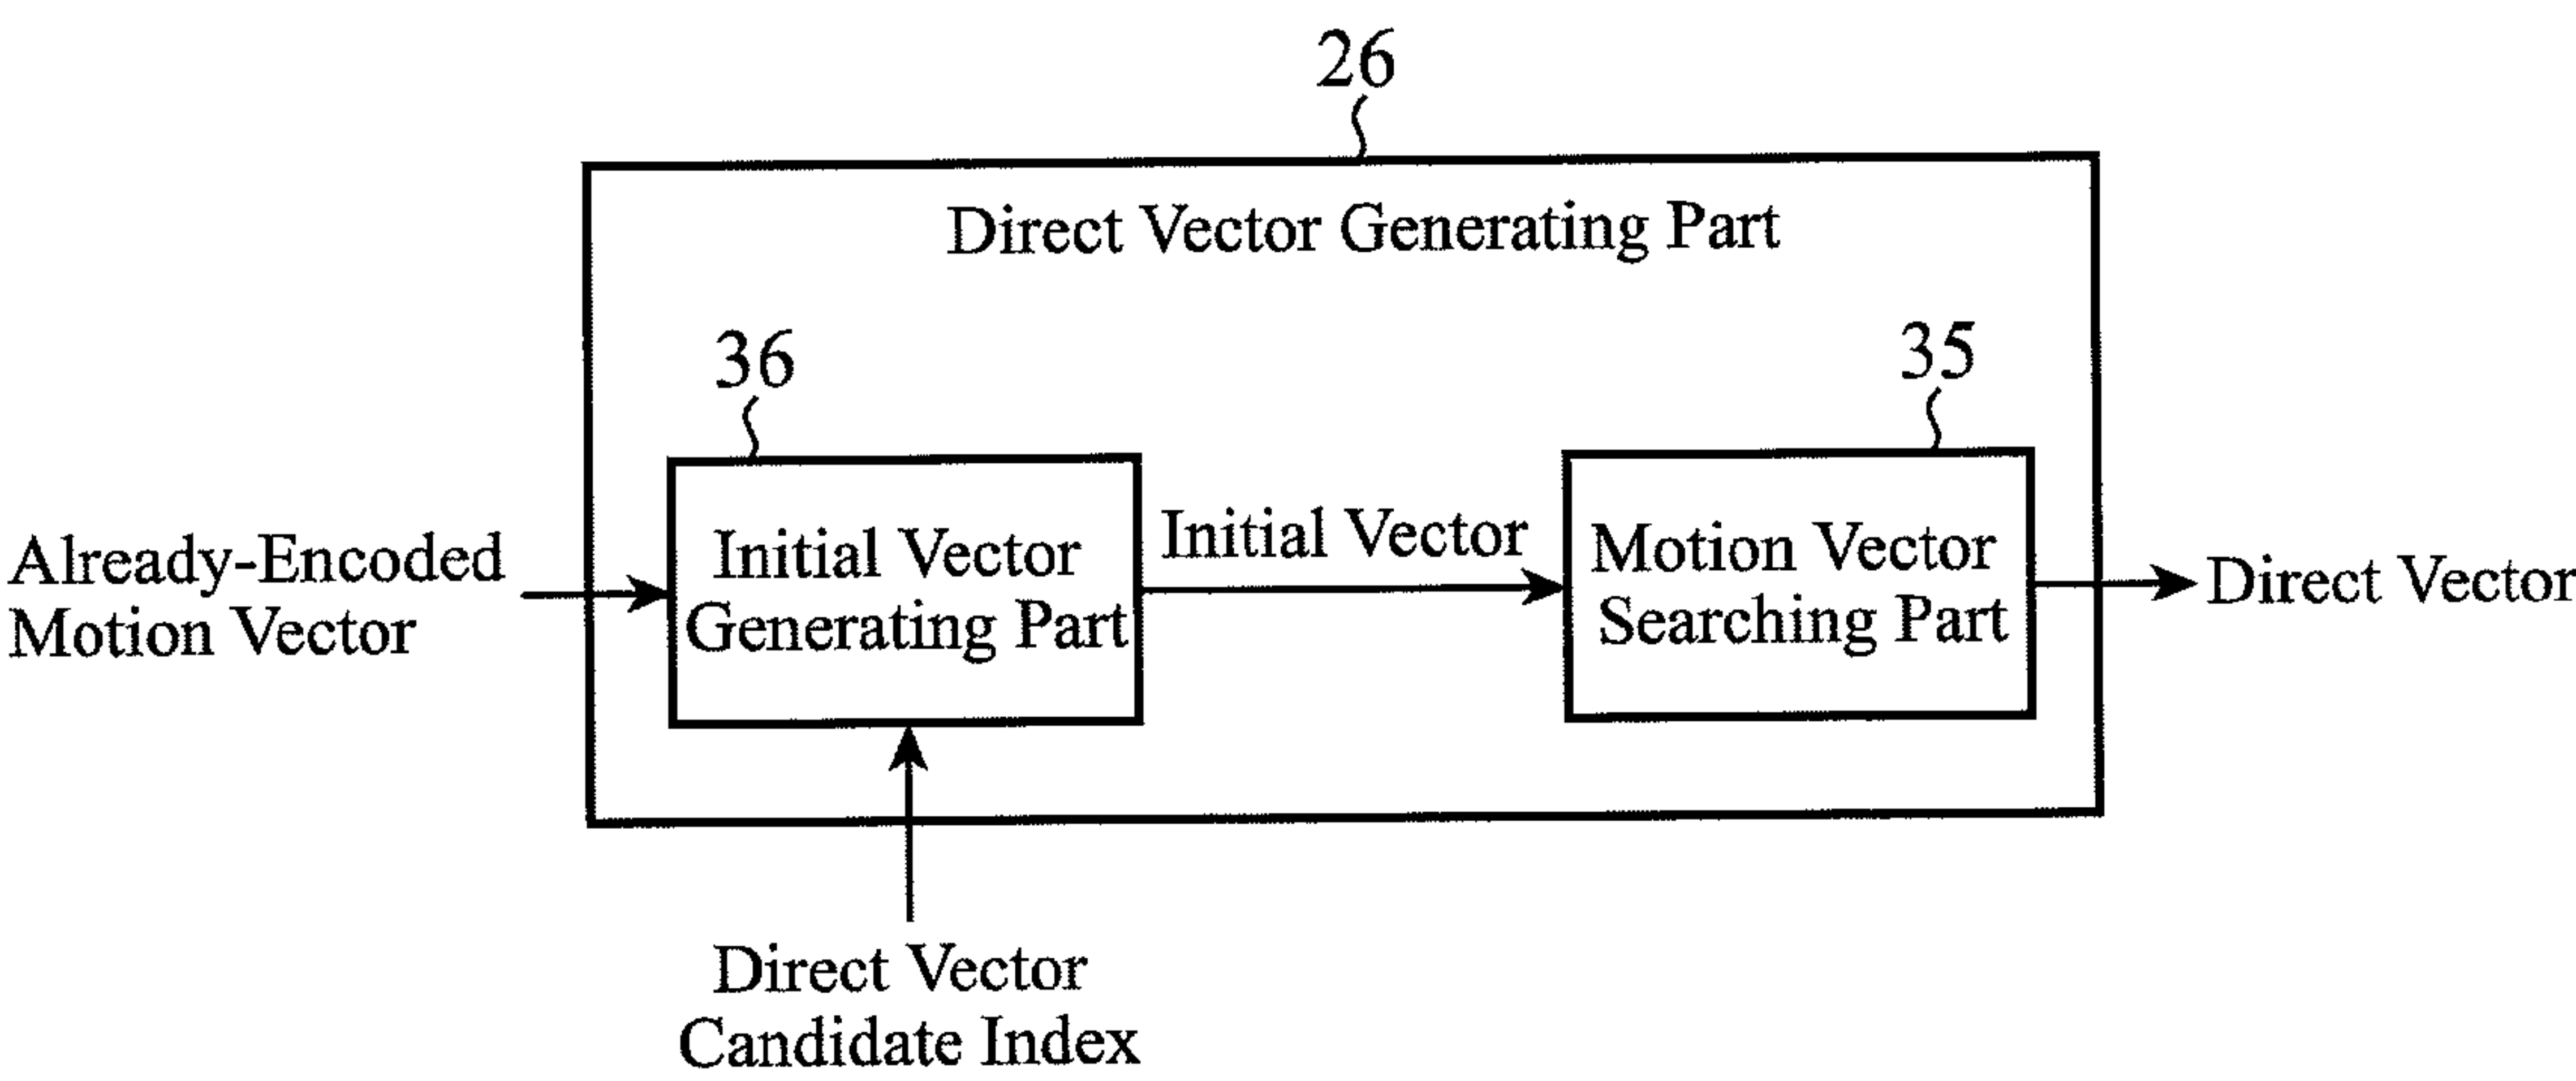 26
Direct Vector Generating Part
36
35
Already-Encoded
Motion Vector
Initial Vector
Generating Part
Initial Vector
Motion Vector
Searching Part
Direct Vector
Direct Vector
Candidate Index